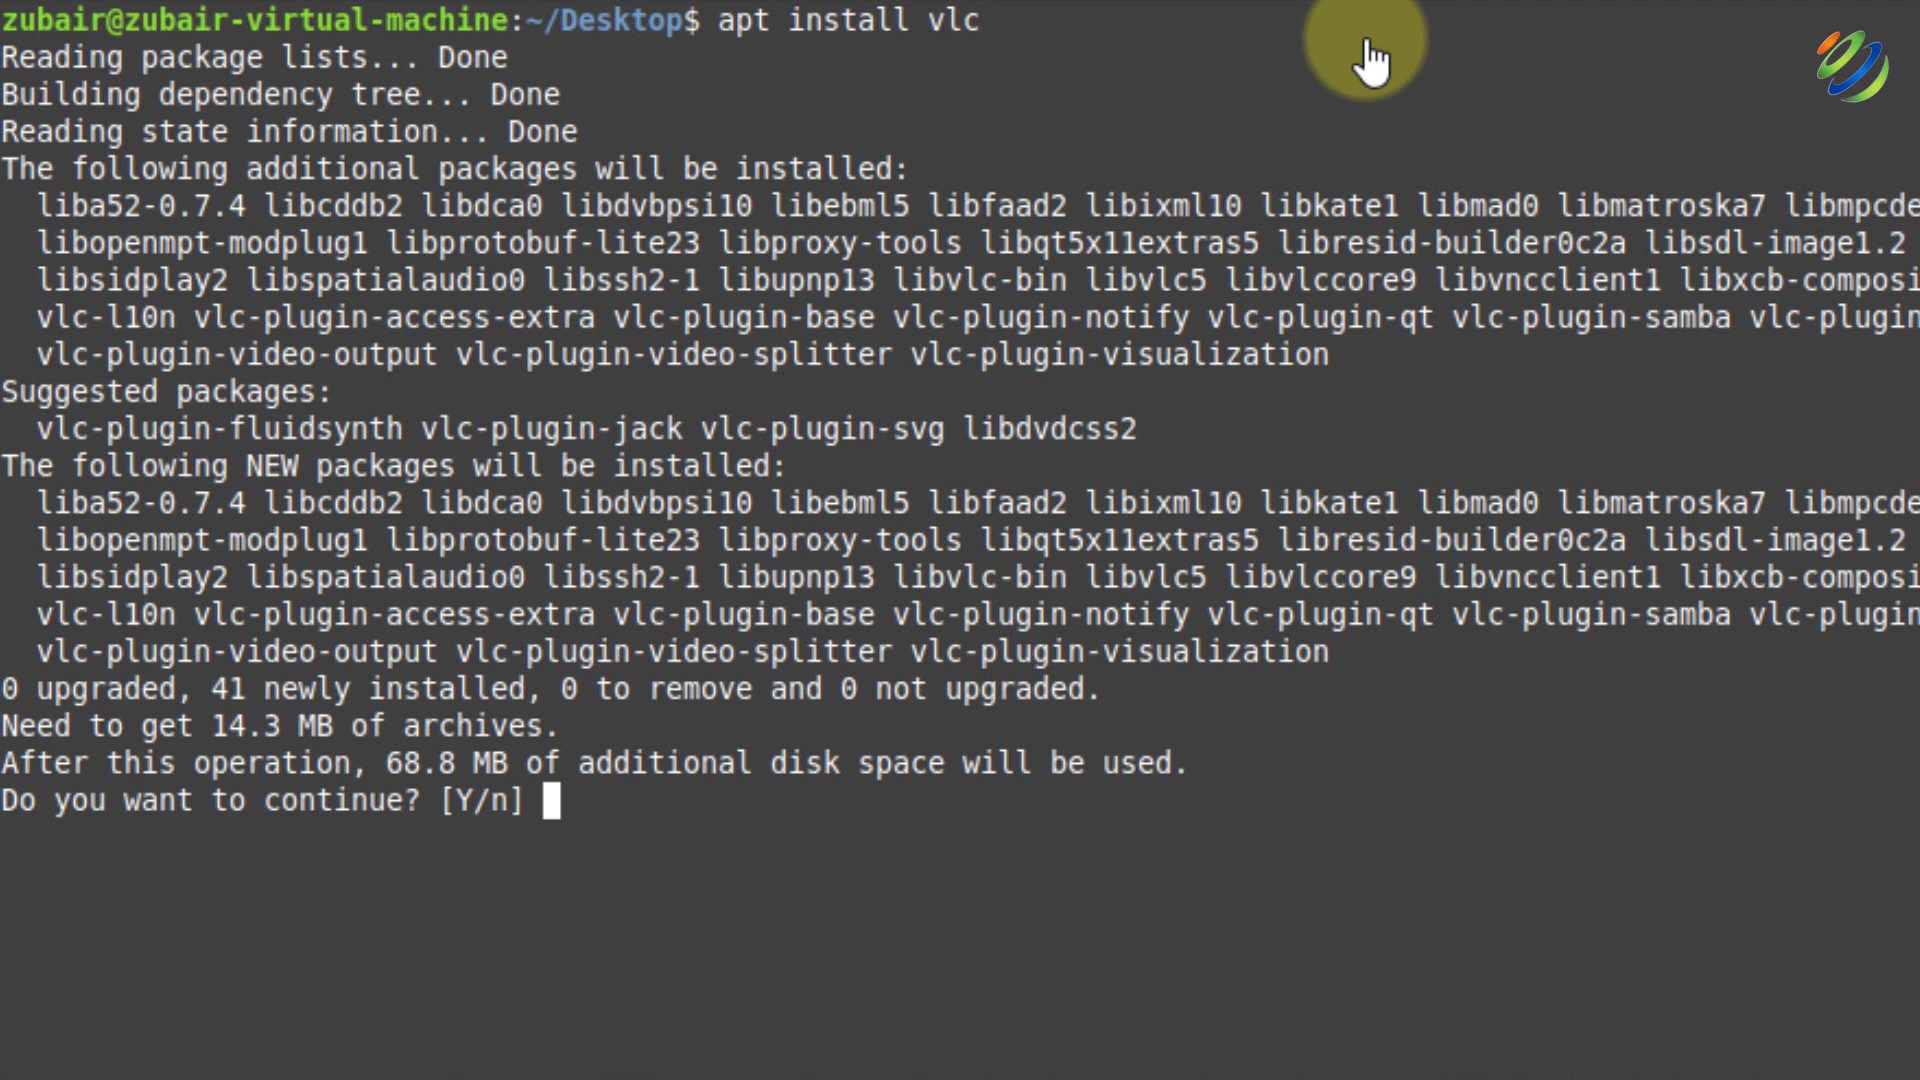 zubair@zubair-virtual-machine:~/Desktop$ apt install vlc
Reading package lists... Done
Building dependency tree... Done
Reading state information... Done
The following additional packages will be installed:
  liba52-0.7.4 libcddb2 libdca0 libdvbpsi10 libebml5 libfaad2 libixml10 libkate1 libmad0 libmatroska7 libmpcde
  libopenmpt-modplug1 libprotobuf-lite23 libproxy-tools libqt5x11extras5 libresid-builder0c2a libsdl-image1.2
  libsidplay2 libspatialaudio0 libssh2-1 libupnp13 libvlc-bin libvlc5 libvlccore9 libvncclient1 libxcb-composi
  vlc-l10n vlc-plugin-access-extra vlc-plugin-base vlc-plugin-notify vlc-plugin-qt vlc-plugin-samba vlc-plugin
  vlc-plugin-video-output vlc-plugin-video-splitter vlc-plugin-visualization
Suggested packages:
  vlc-plugin-fluidsynth vlc-plugin-jack vlc-plugin-svg libdvdcss2
The following NEW packages will be installed:
  liba52-0.7.4 libcddb2 libdca0 libdvbpsi10 libebml5 libfaad2 libixml10 libkate1 libmad0 libmatroska7 libmpcde
  libopenmpt-modplug1 libprotobuf-lite23 libproxy-tools libqt5x11extras5 libresid-builder0c2a libsdl-image1.2
  libsidplay2 libspatialaudio0 libssh2-1 libupnp13 libvlc-bin libvlc5 libvlccore9 libvncclient1 libxcb-composi
  vlc-l10n vlc-plugin-access-extra vlc-plugin-base vlc-plugin-notify vlc-plugin-qt vlc-plugin-samba vlc-plugin
  vlc-plugin-video-output vlc-plugin-video-splitter vlc-plugin-visualization
0 upgraded, 41 newly installed, 0 to remove and 0 not upgraded.
Need to get 14.3 MB of archives.
After this operation, 68.8 MB of additional disk space will be used.
Do you want to continue? [Y/n]